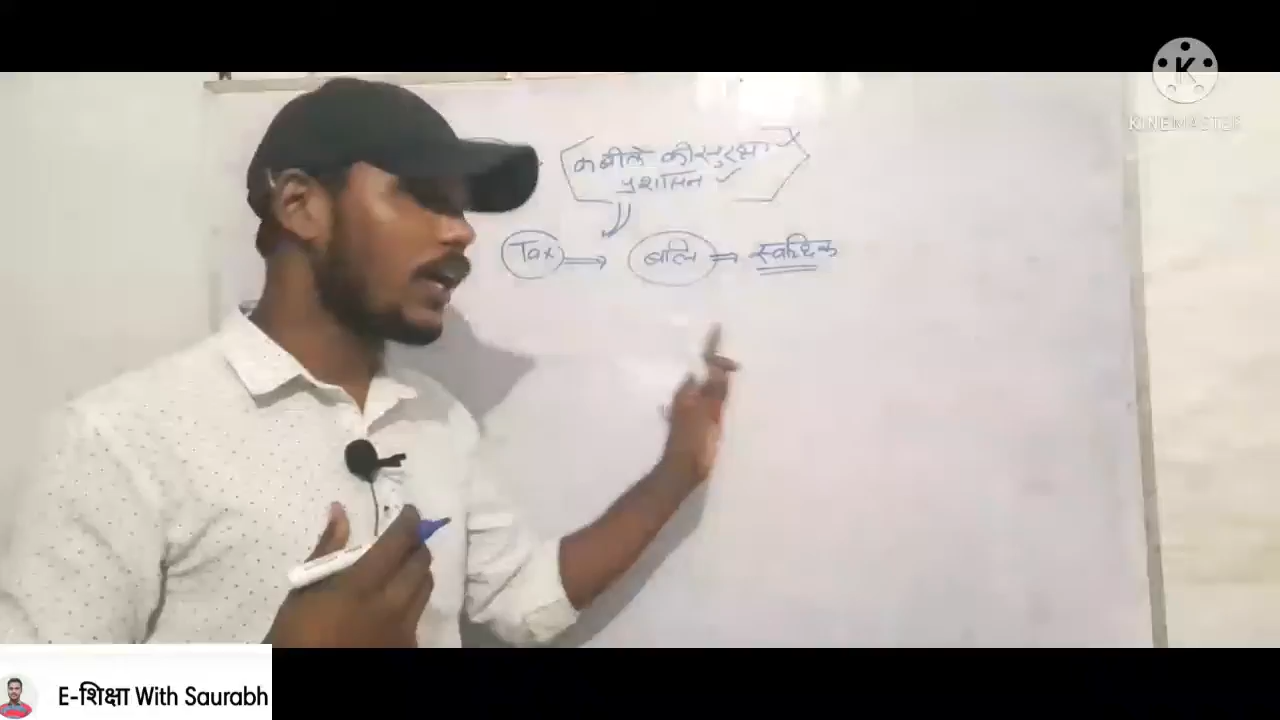 KINEMASTER
कबीले की सुरक्षा
प्रशासन
Tax बलि स्वैच्छिक
E-शिक्षा With Saurabh